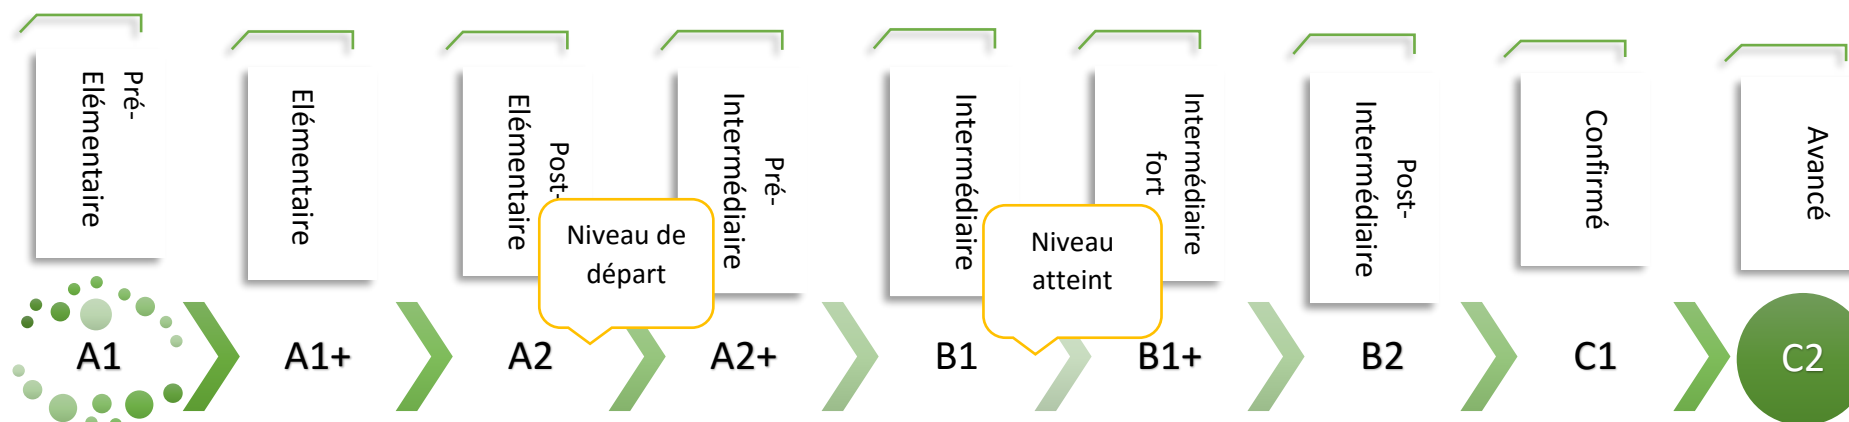 Pré-
Elémentaire
Elémentaire
Post-
Elémentaire
Pré-
Intermédiaire
Intermédiaire
Intermédiaire
fort
Post-
Intermédiaire
Confirmé
Avancé
Niveau de
départ
Niveau
atteint
A1
A1+
A2
A2+
B1
B1+
B2
C1
C2